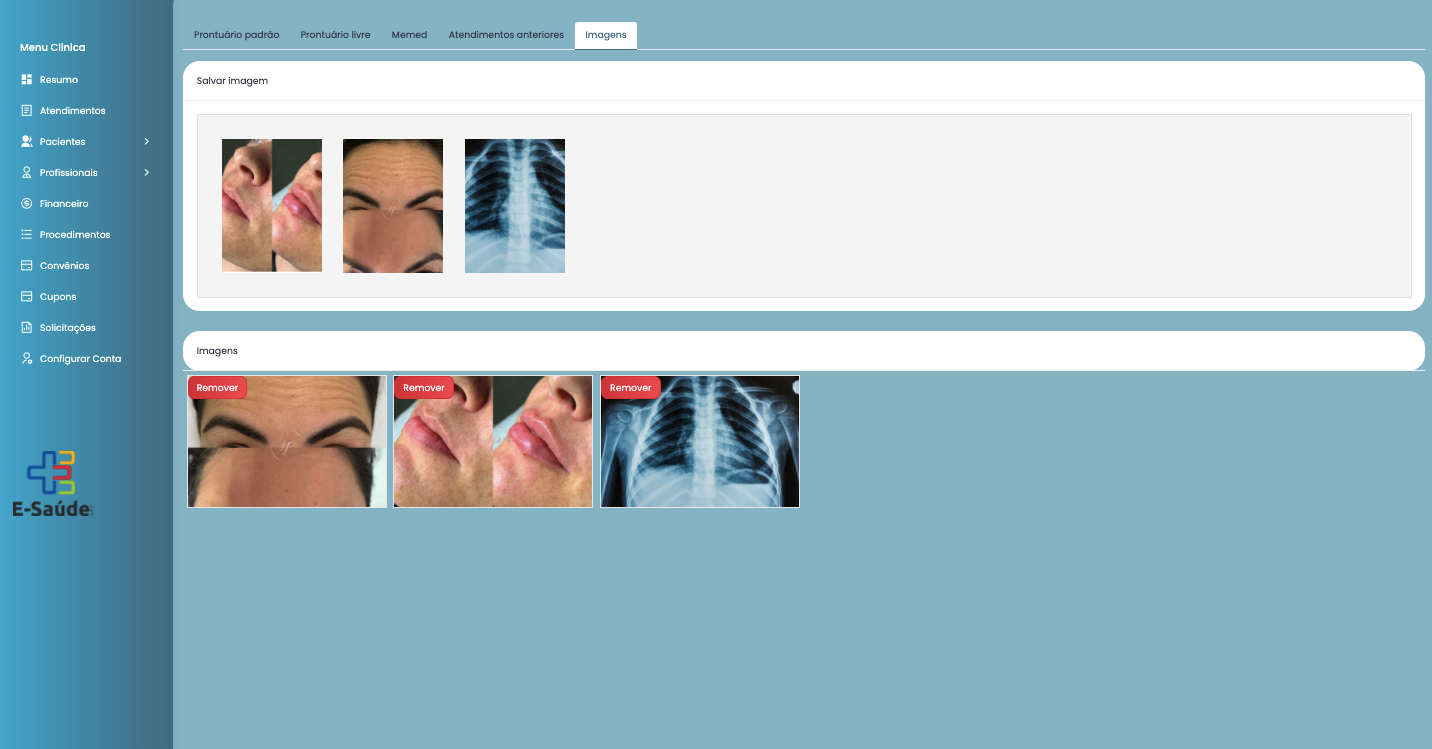 Menu Clinica
Resumo
Atendimentos
Pacientes
Profissionais
Financeiro
Procedimentos
Convênios
Cupons
Solicitações
Configurar Conta
E-Saúde
Prontuário padrão
Prontuário livre
Memed
Atendimentos anteriores
Imagens
Salvar imagem
Imagens
Remover
Remover
Remover